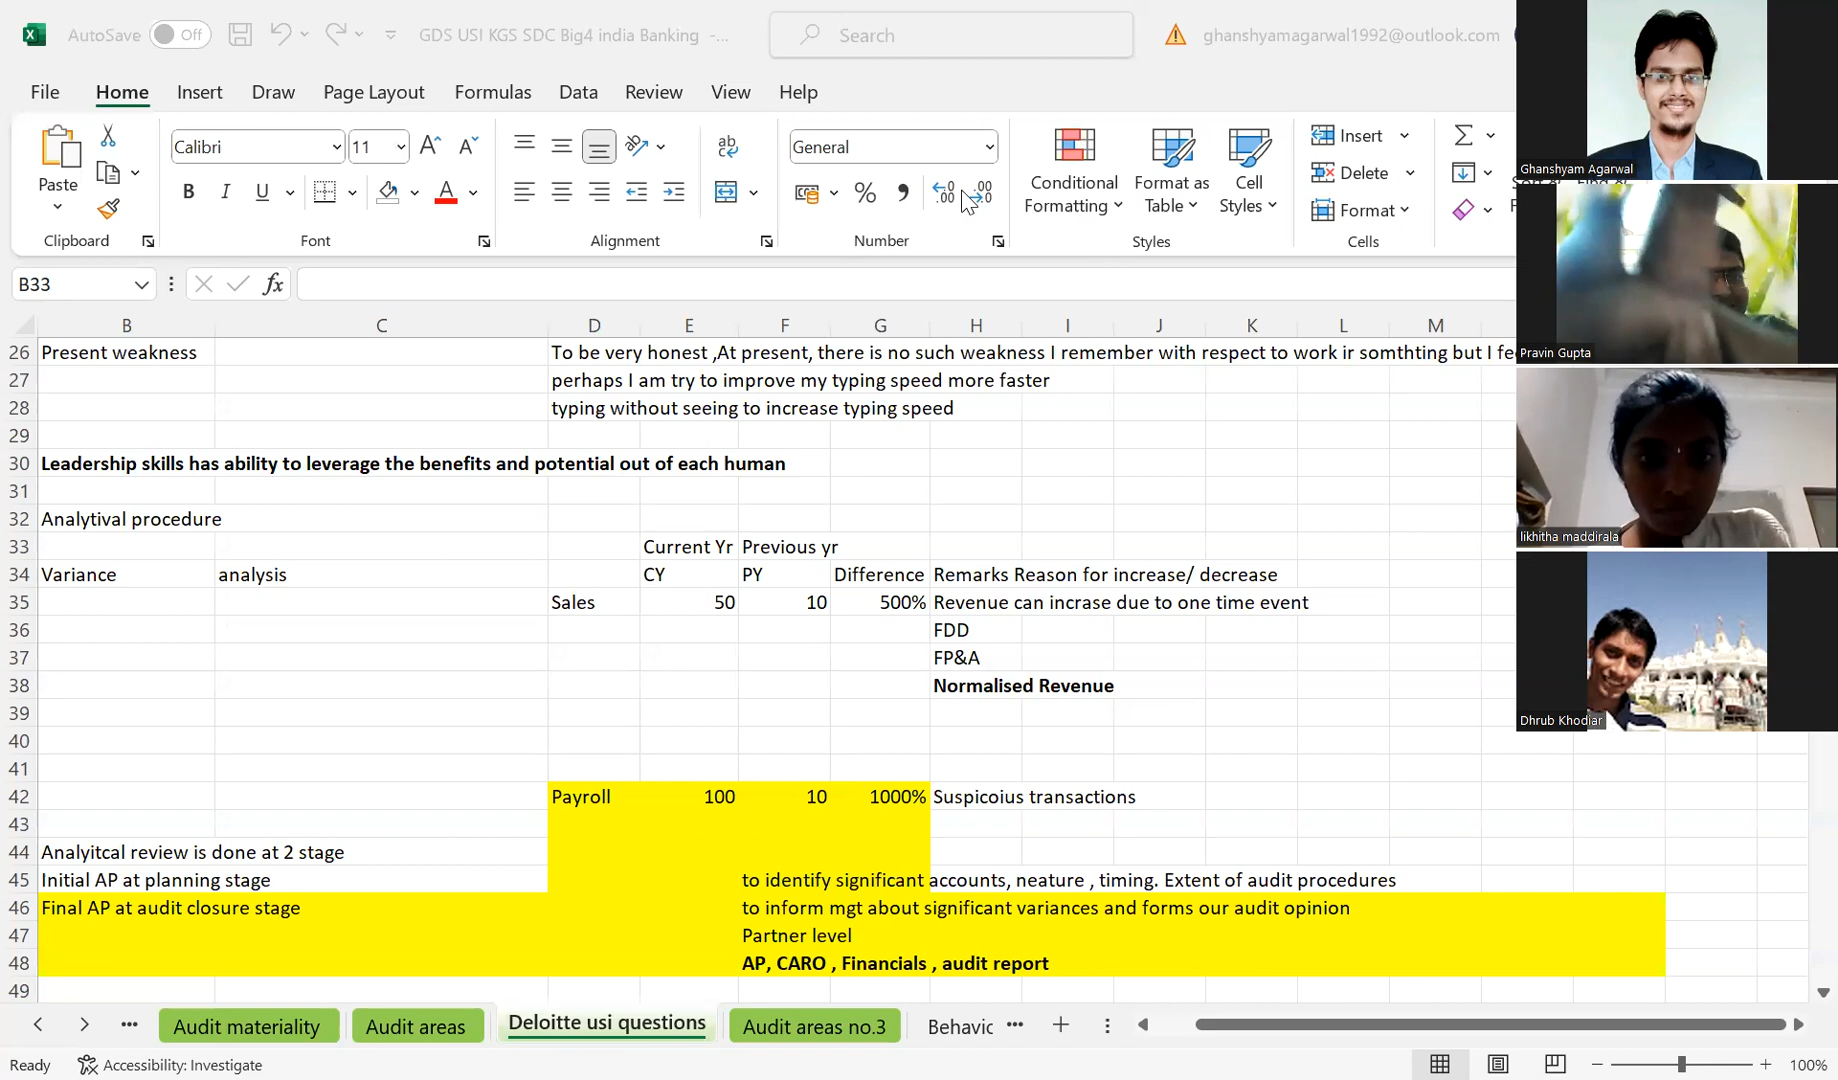 AutoSave Off GDS USI KGS SDC Big4 india Banking -... Search ghanshyamagarwal1992@outlook.com
File Home Insert Draw Page Layout Formulas Data Review View Help
Paste
Calibri 11
B I U A
ab
General
% , .00 .00
Conditional Formatting
Format as Table
Cell Styles
Insert
Delete
Format
Clipboard Font Alignment Number Styles Cells
B33 fx
B C D E F G H I J K L M
26 Present weakness To be very honest ,At present, there is no such weakness I remember with respect to work ir somthting but I fee
27 perhaps I am try to improve my typing speed more faster
28 typing without seeing to increase typing speed
29
30 Leadership skills has ability to leverage the benefits and potential out of each human
31
32 Analytival procedure
33 Current Yr Previous yr
34 Variance analysis CY PY Difference Remarks Reason for increase/ decrease
35 Sales 50 10 500% Revenue can incrase due to one time event
36 FDD
37 FP&A
38 Normalised Revenue
39
40
41
42 Payroll 100 10 1000% Suspicoius transactions
43
44 Analyitcal review is done at 2 stage
45 Initial AP at planning stage to identify significant accounts, neature , timing. Extent of audit procedures
46 Final AP at audit closure stage to inform mgt about significant variances and forms our audit opinion
47 Partner level
48 AP, CARO , Financials , audit report
49
Audit materiality Audit areas Deloitte usi questions Audit areas no.3 Behavic
Ready Accessibility: Investigate 100%
Ghanshyam Agarwal
Pravin Gupta
likhitha maddirala
Dhrub Khodiar